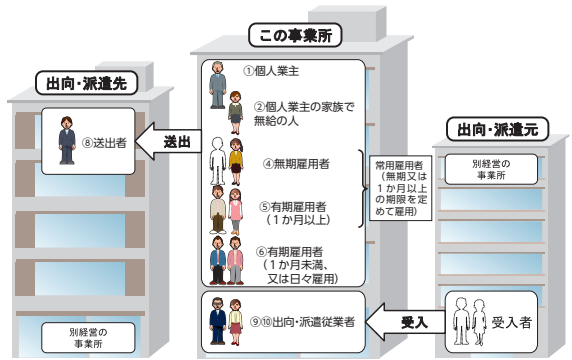 この事業所
①個人業主
②個人業主の家族で
無給の人
④無期雇用者
⑤有期雇用者
(1か月以上)
⑥有期雇用者
(1か月未満、
又は日々雇用)
常用雇用者
(無期又は
1か月以上
の期限を定
めて雇用)
⑨⑩出向・派遣従業者
出向・派遣先
⑧送出者
送出
別経営の
事業所
出向・派遣元
別経営の
事業所
受入
受入者